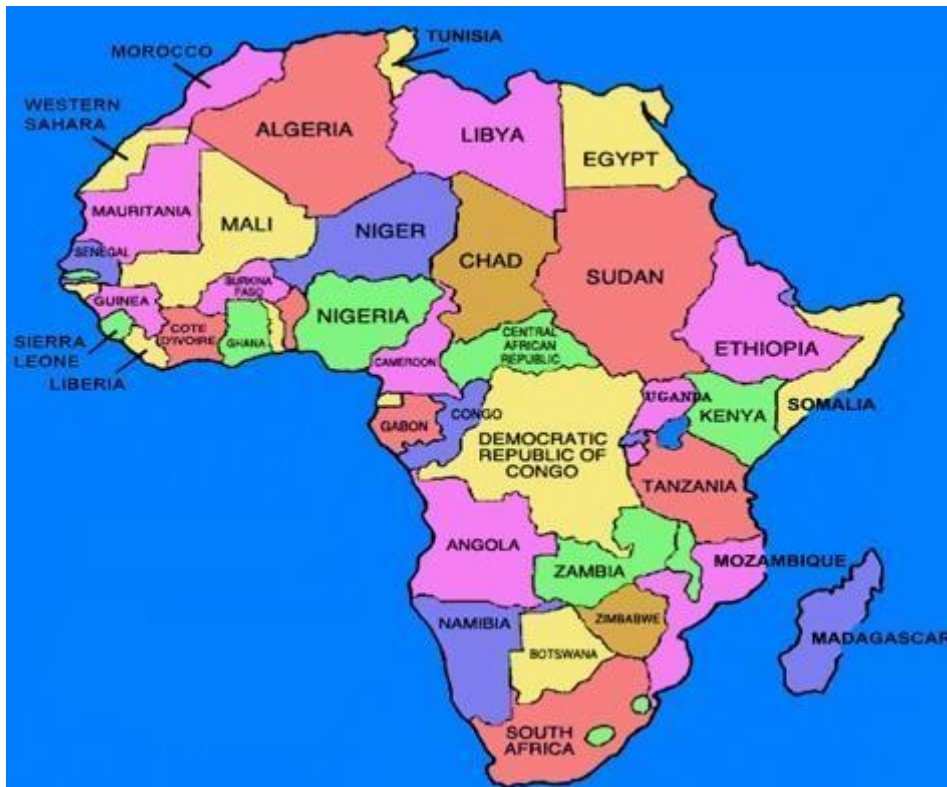 TUNISIA
MOROCCO
WESTERN
SAHARA
ALGERIA
LIBYA
EGYPT
MAURITANIA
MALI
NIGER
CHAD
SUDAN
SENEGAL
BURKINA
FASO
GUINEA
NIGERIA
COTE
D'IVOIRE
GHANA
SIERRA
LEONE
LIBERIA
CENTRAL
AFRICAN
REPUBLIC
ETHIOPIA
CAMEROON
UGANDA
KENYA
SOMALIA
CONGO
GABON
DEMOCRATIC
REPUBLIC OF
CONGO
TANZANIA
ANGOLA
ZAMBIA
MOZAMBIQUE
NAMIBIA
ZIMBABWE
MADAGASCAR
BOTSWANA
SOUTH
AFRICA